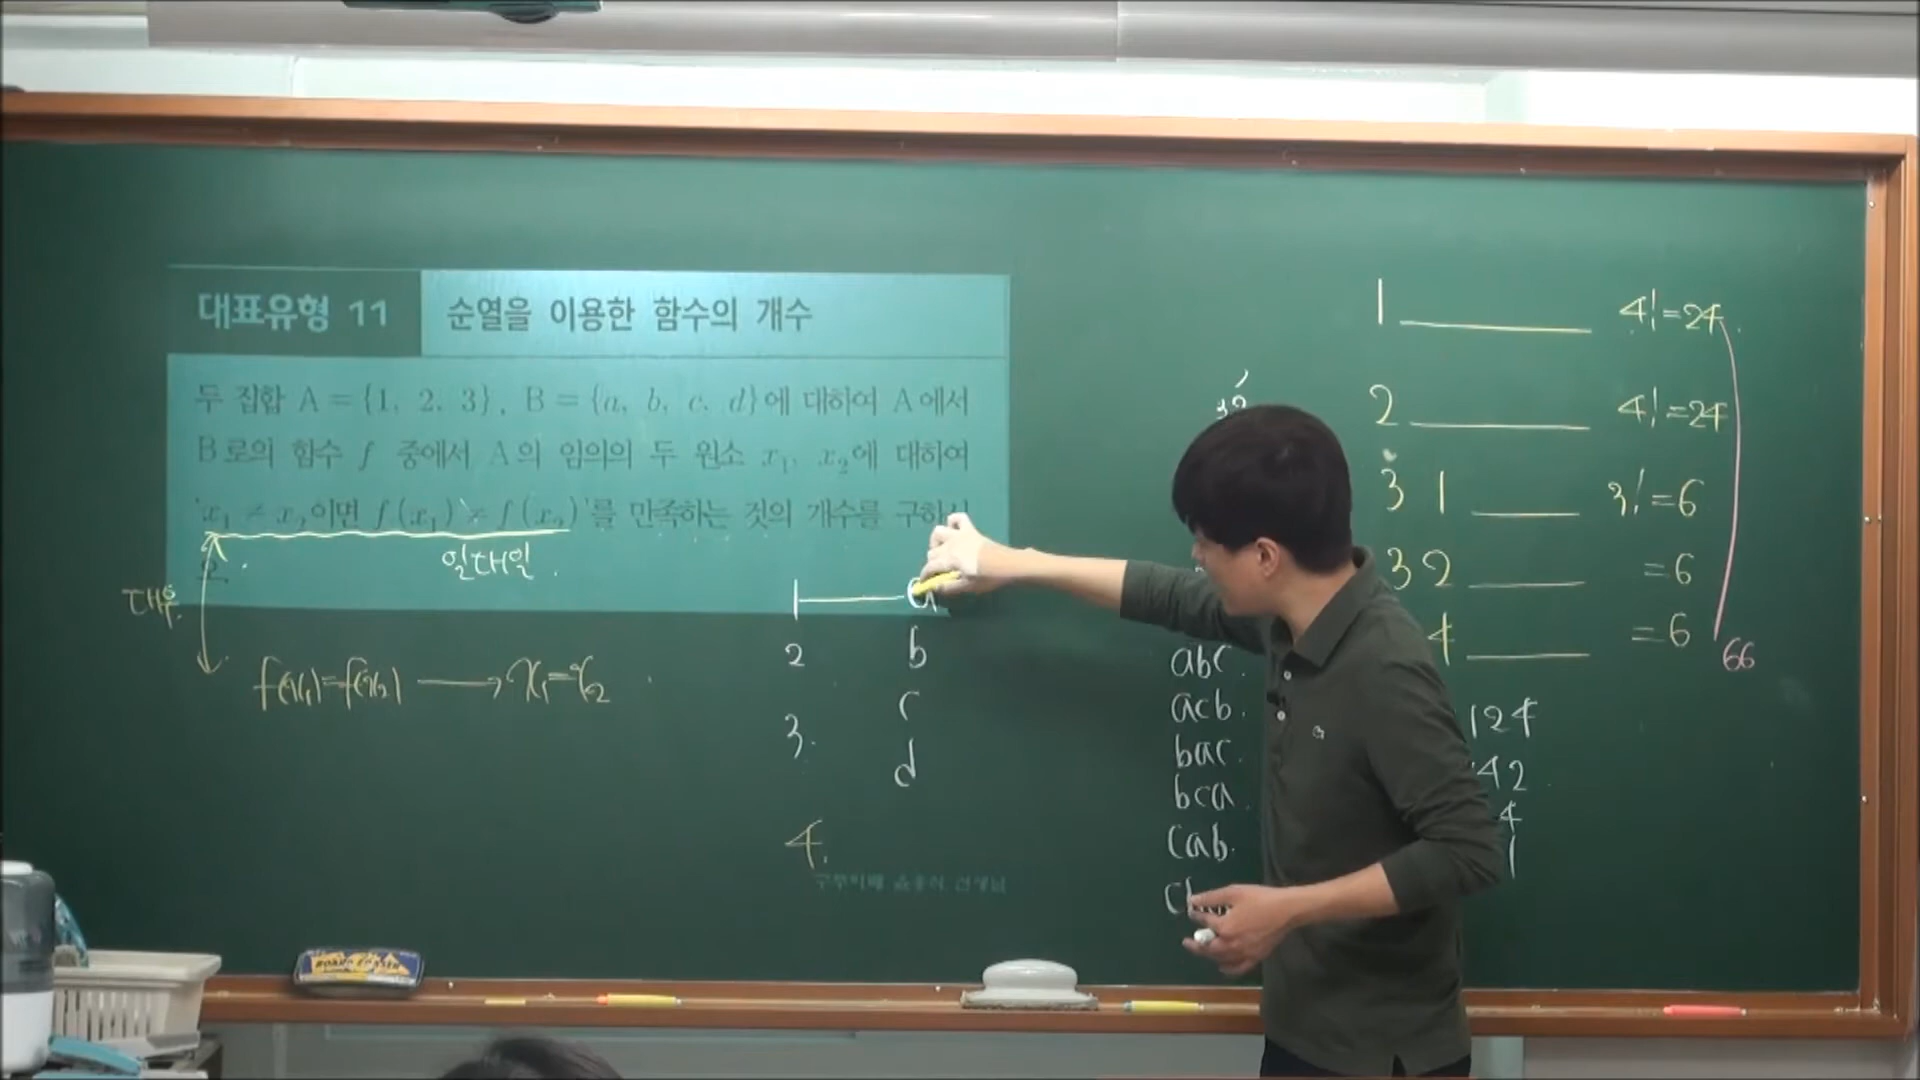 대표유형 11
순열을 이용한 함수의 개수
두 집합 A = {1, 2, 3}, B = {a, b, c, d}에 대하여 A에서
B로의 함수 f 중에서 A의 임의의 두 원소 x₁, x₂에 대하여
'x₁ ≠ x₂이면 f(x₁) ≠ f(x₂)'를 만족하는 것의 개수를
오
일대일.
대우.
f(x₁)=f(x₂) → x₁=x₂
1 a
2 b
3. c
d
4.
abc.
acb.
bac.
bca.
cab.
1 4!=24
2 4!=24
3 1 3!=6
3 2 =6
4 =6
66
124
42
4
1
BOARD ERASER